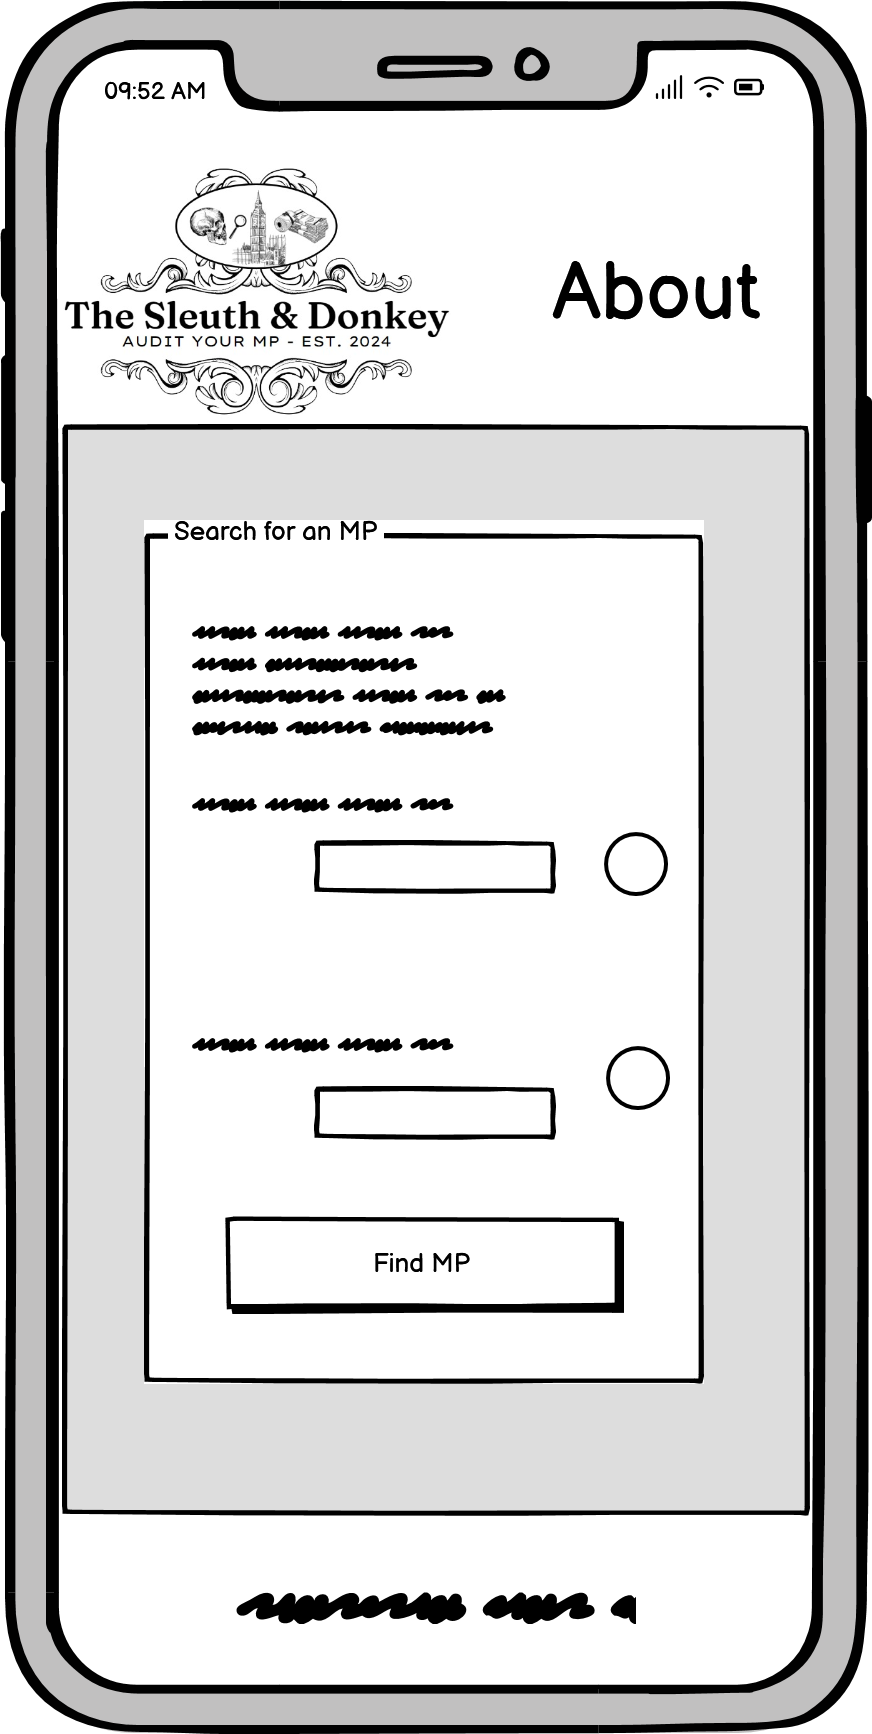 09:52 AM
The Sleuth & Donkey
AUDIT YOUR MP - EST. 2024
About
Search for an MP
Find MP